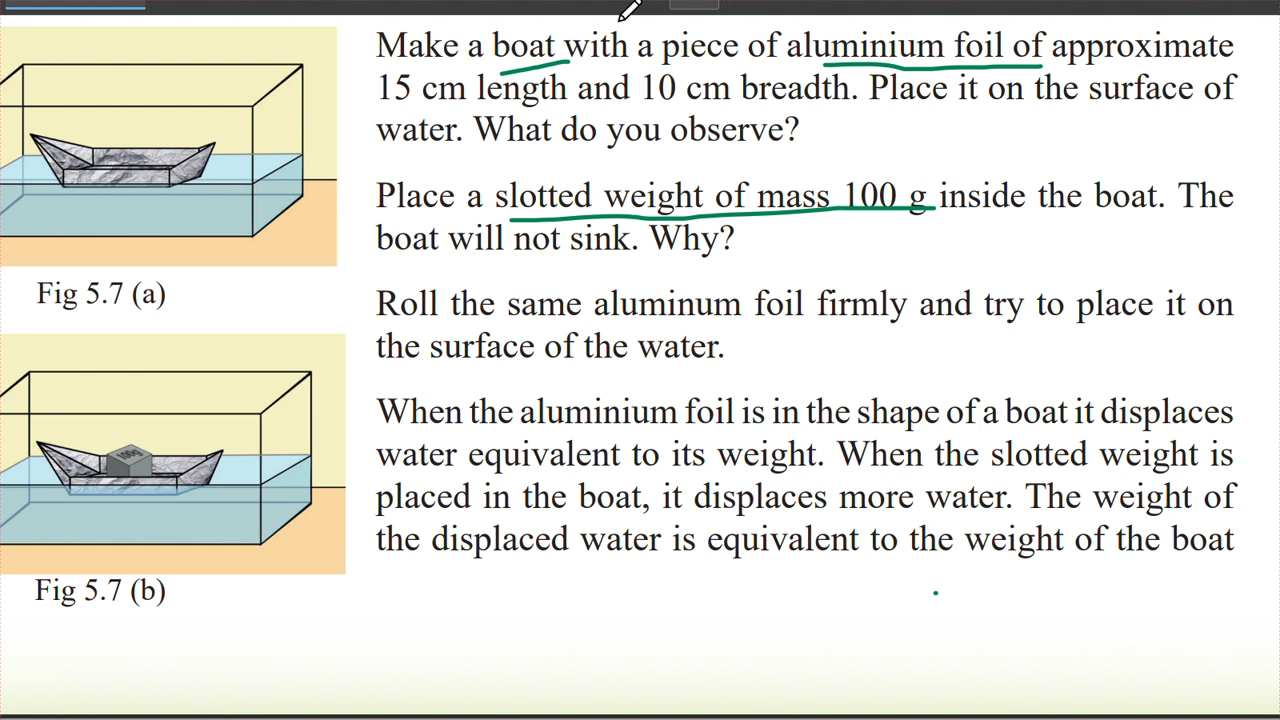 Make a boat with a piece of aluminium foil of approximate
15 cm length and 10 cm breadth. Place it on the surface of
water. What do you observe?
Place a slotted weight of mass 100 g inside the boat. The
boat will not sink. Why?
Fig 5.7 (a)
Roll the same aluminum foil firmly and try to place it on
the surface of the water.
When the aluminium foil is in the shape of a boat it displaces
water equivalent to its weight. When the slotted weight is
placed in the boat, it displaces more water. The weight of
the displaced water is equivalent to the weight of the boat
100g
Fig 5.7 (b)